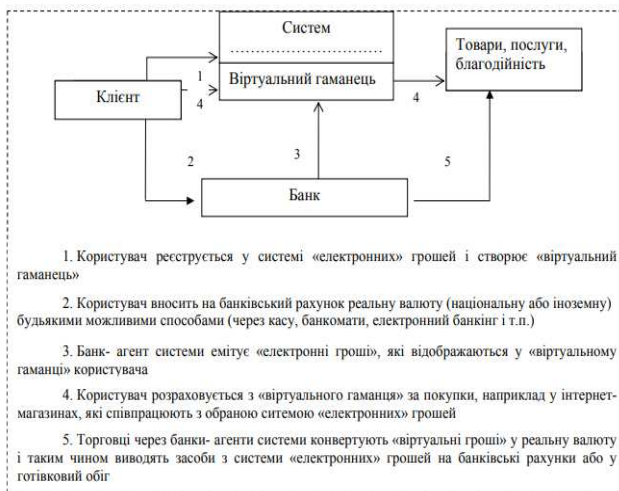 Систем
................................
Віртуальний гаманець
Товари, послуги,
благодійність
Клієнт
1
4
4
2
3
5
Банк
1. Користувач реєструється у системі «електронних» грошей і створює «віртуальний
гаманець»
2. Користувач вносить на банківський рахунок реальну валюту (національну або іноземну)
будьякими можливими способами (через касу, банкомати, електронний банкінг і т.п.)
3. Банк- агент системи емітує «електронні гроші», які відображаються у «віртуальному
гаманці» користувача
4. Користувач розраховується з «віртуального гаманця» за покупки, наприклад у інтернет-
магазинах, які співпрацюють з обраною ситемою «електронних» грошей
5. Торговці через банки- агенти системи конвертують «віртуальні гроші» у реальну валюту
і таким чином виводять засоби з системи «електронних» грошей на банківські рахунки або у
готівковий обіг